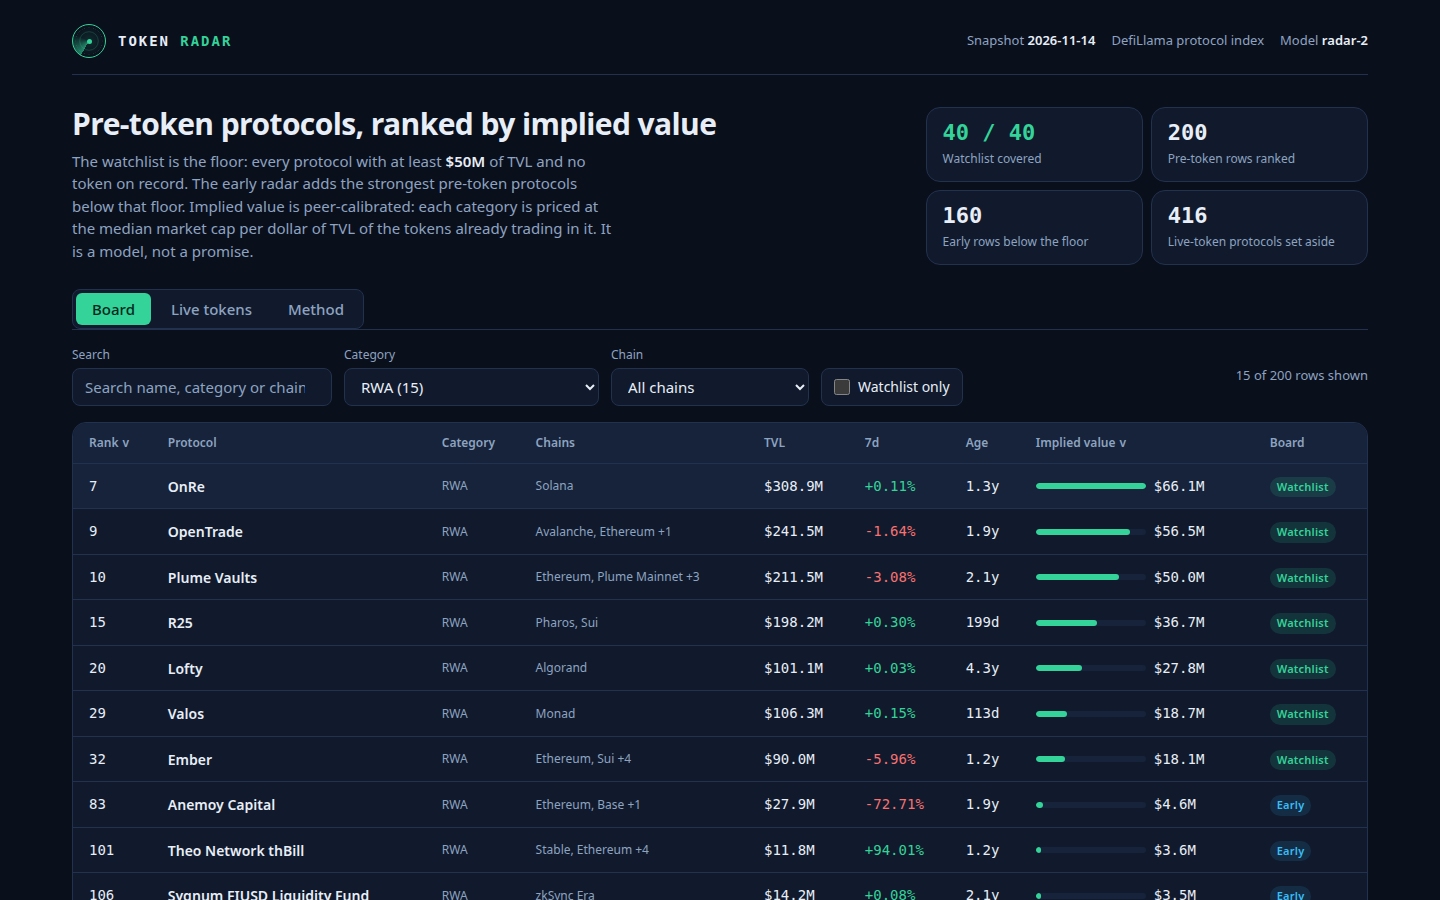 TOKEN RADAR
Snapshot 2026-11-14 DefiLlama protocol index Model radar-2
Pre-token protocols, ranked by implied value
The watchlist is the floor: every protocol with at least $50M of TVL and no
token on record. The early radar adds the strongest pre-token protocols
below that floor. Implied value is peer-calibrated: each category is priced at
the median market cap per dollar of TVL of the tokens already trading in it. It
is a model, not a promise.
40 / 40
Watchlist covered
200
Pre-token rows ranked
160
Early rows below the floor
416
Live-token protocols set aside
Board Live tokens Method
Search Category Chain
Search name, category or chain RWA (15) All chains Watchlist only 15 of 200 rows shown
Rank v Protocol Category Chains TVL 7d Age Implied value v Board
7 OnRe RWA Solana $308.9M +0.11% 1.3y $66.1M Watchlist
9 OpenTrade RWA Avalanche, Ethereum +1 $241.5M -1.64% 1.9y $56.5M Watchlist
10 Plume Vaults RWA Ethereum, Plume Mainnet +3 $211.5M -3.08% 2.1y $50.0M Watchlist
15 R25 RWA Pharos, Sui $198.2M +0.30% 199d $36.7M Watchlist
20 Lofty RWA Algorand $101.1M +0.03% 4.3y $27.8M Watchlist
29 Valos RWA Monad $106.3M +0.15% 113d $18.7M Watchlist
32 Ember RWA Ethereum, Sui +4 $90.0M -5.96% 1.2y $18.1M Watchlist
83 Anemoy Capital RWA Ethereum, Base +1 $27.9M -72.71% 1.9y $4.6M Early
101 Theo Network thBill RWA Stable, Ethereum +4 $11.8M +94.01% 1.2y $3.6M Early
106 Sygnum FIUSD Liquidity Fund RWA zkSync Era $14.2M +0.08% 2.1y $3.5M Early